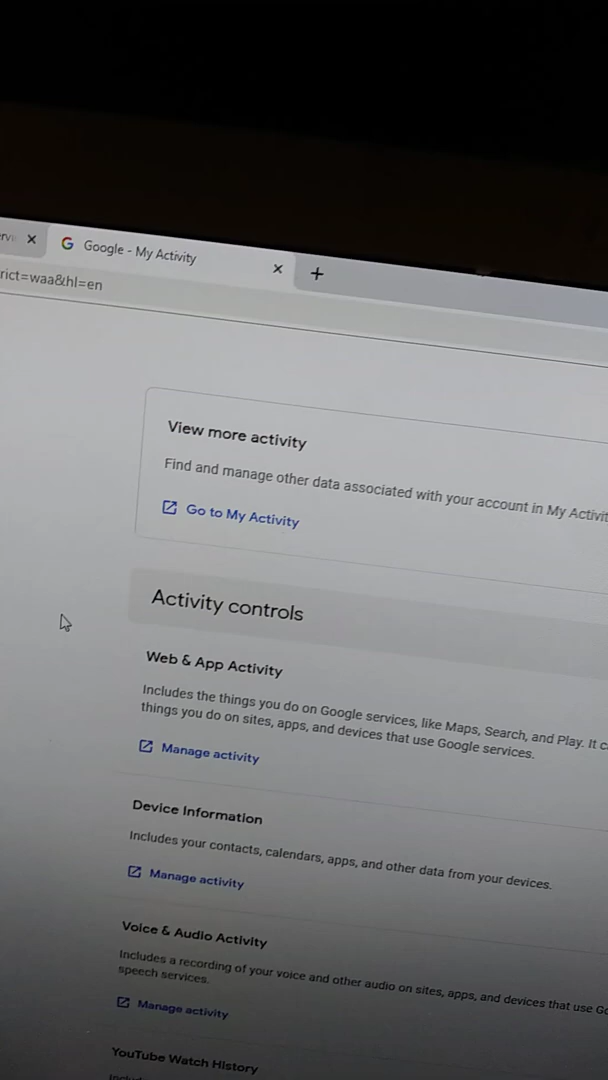 Google - My Activity
rict=waa&hl=en
View more activity
Find and manage other data associated with your account in My Activit
Go to My Activity
Activity controls
Web & App Activity
Includes the things you do on Google services, like Maps, Search, and Play. It c
things you do on sites, apps, and devices that use Google services.
Manage activity
Device Information
Includes your contacts, calendars, apps, and other data from your devices.
Manage activity
Voice & Audio Activity
Includes a recording of your voice and other audio on sites, apps, and devices that use Go
speech services.
Manage activity
YouTube Watch History